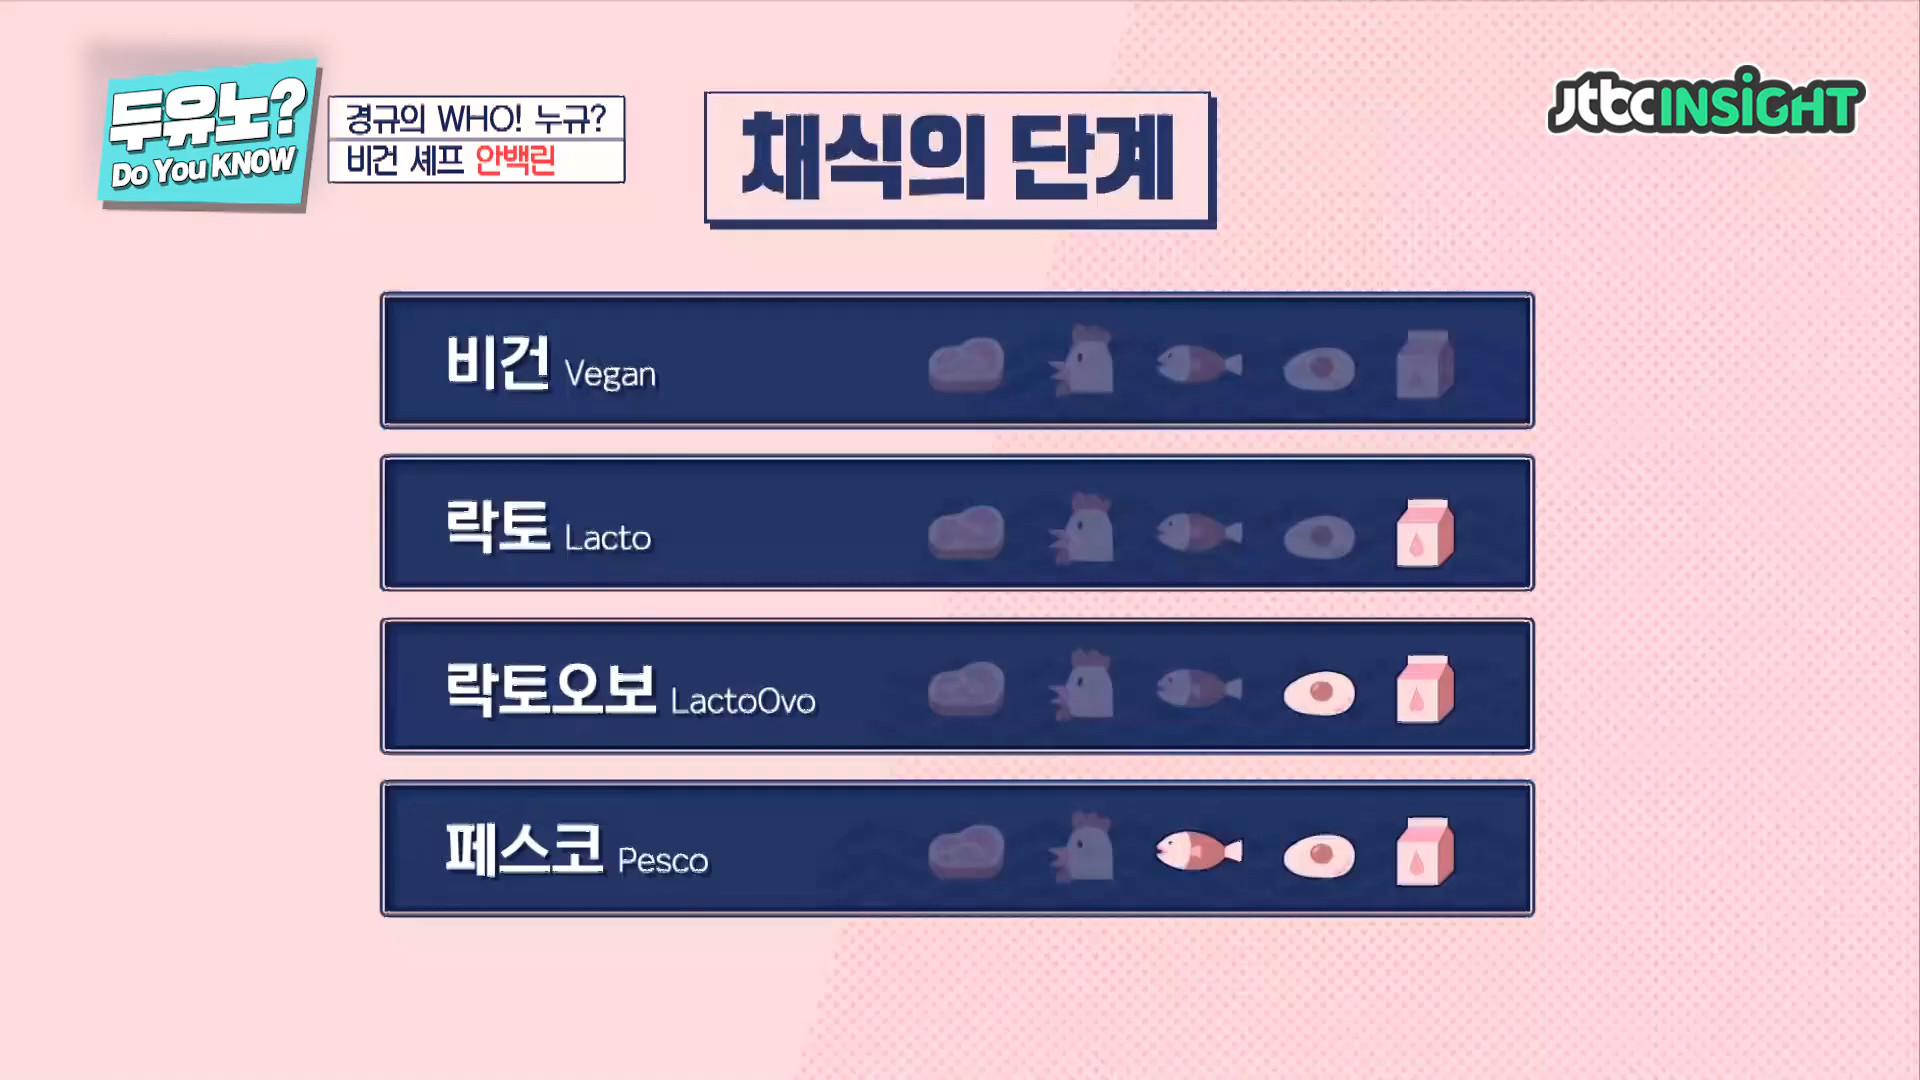 두유노?
Do You KNOW
경규의 WHO! 누규?
비건 셰프 안백린
채식의 단계
jtbc INSIGHT
비건 Vegan
락토 Lacto
락토오보 LactoOvo
페스코 Pesco